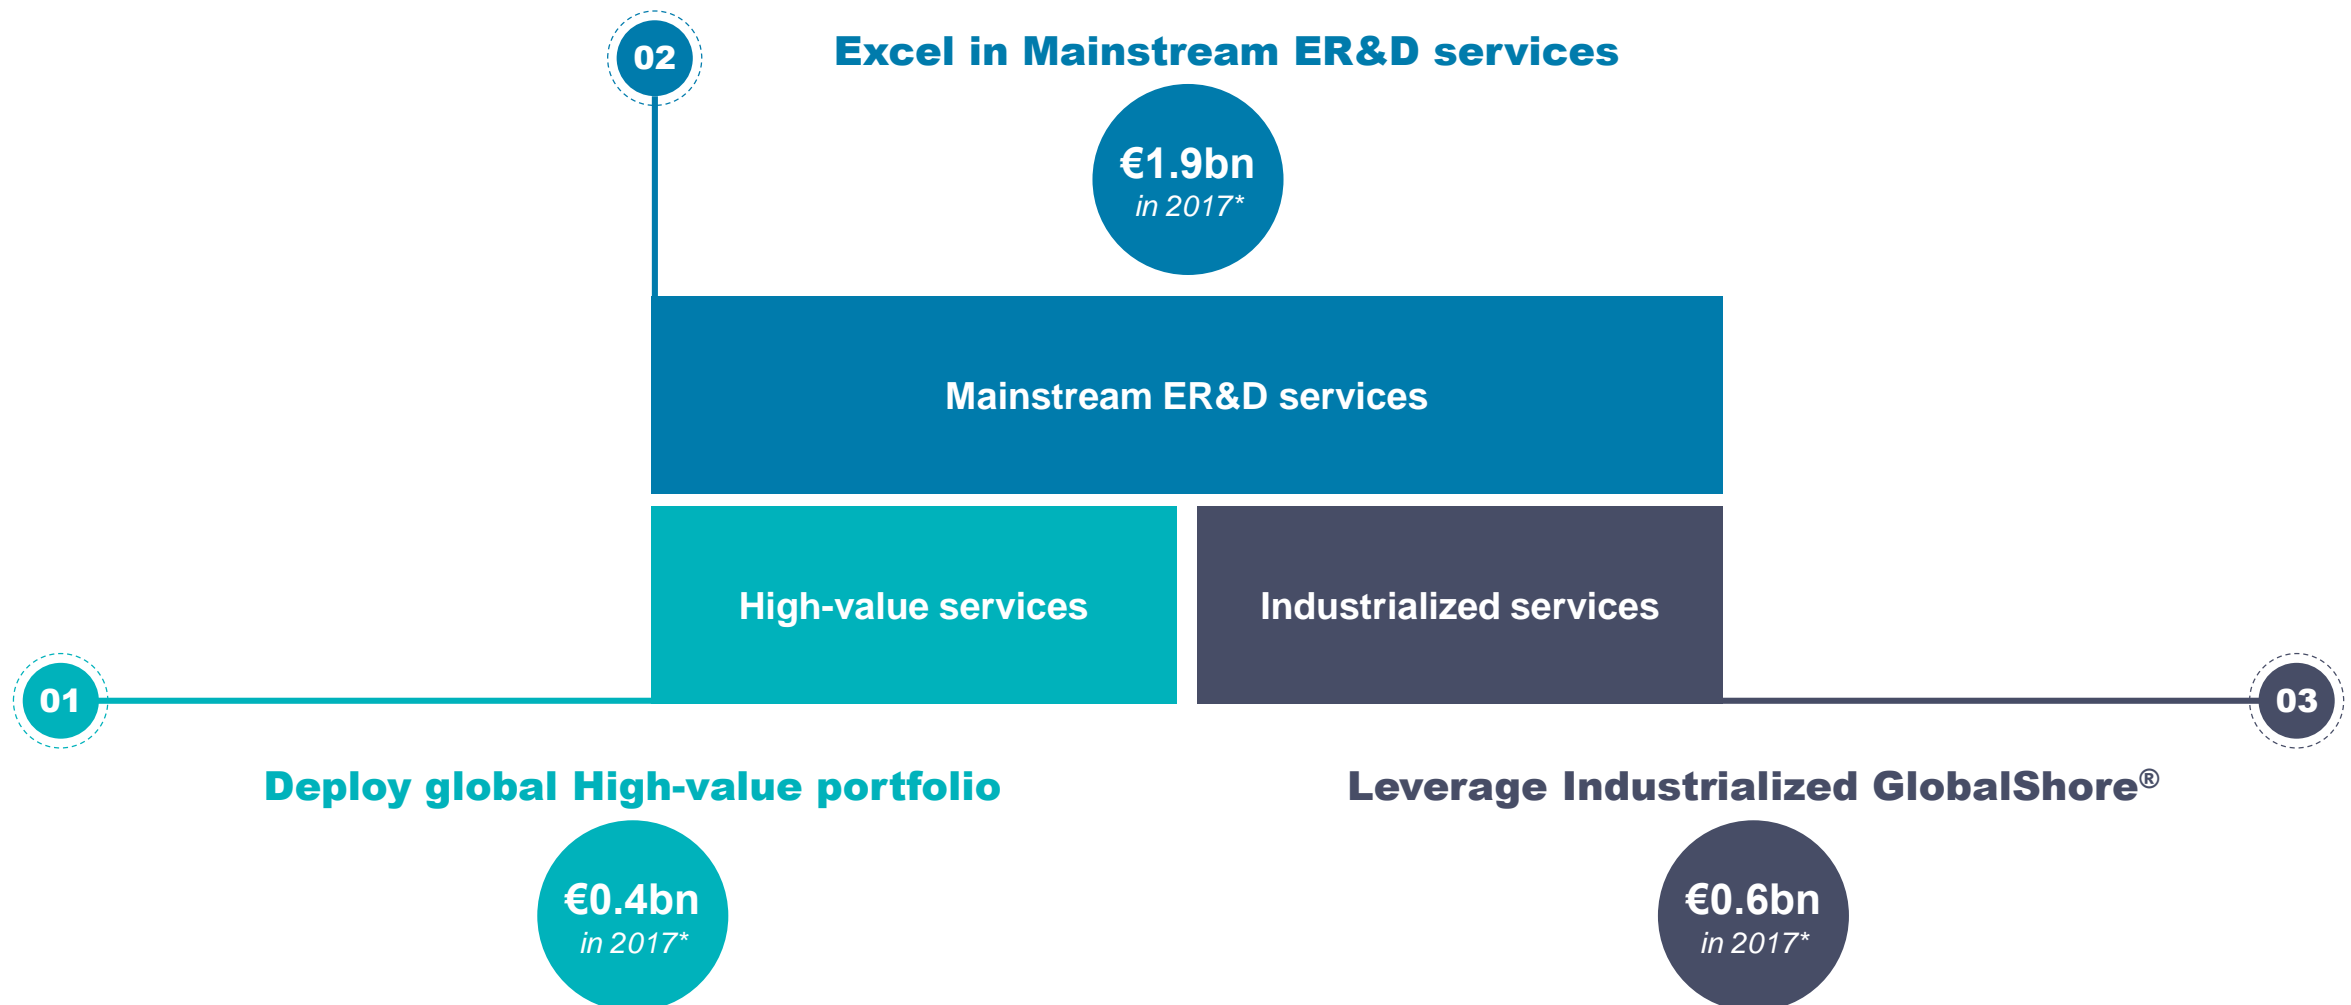 02
Excel in Mainstream ER&D services
€1.9bn
in 2017*
Mainstream ER&D services
High-value services
Industrialized services
01
03
Deploy global High-value portfolio
Leverage Industrialized GlobalShore®
€0.4bn
in 2017*
€0.6bn
in 2017*